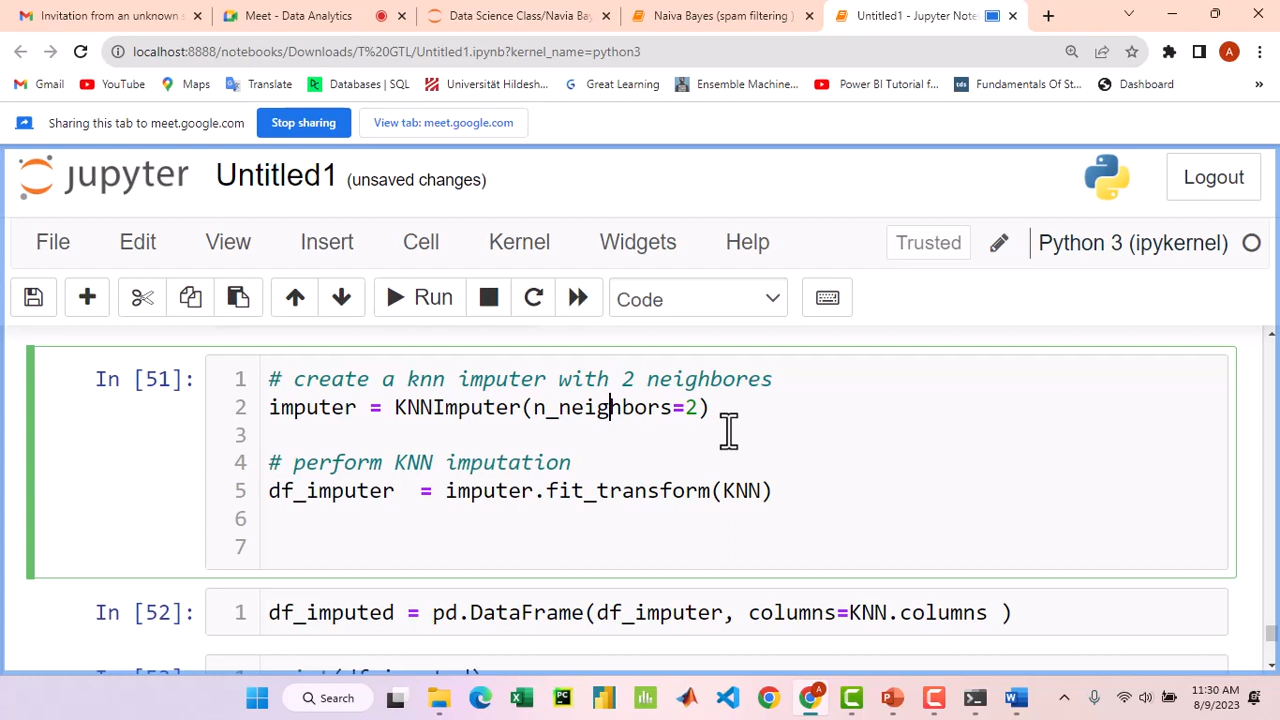 Invitation from an unknown s
Meet - Data Analytics
Data Science Class/Navia Bay
Naiva Bayes (spam filtering )
Untitled1 - Jupyter Note
localhost:8888/notebooks/Downloads/T%20GTL/Untitled1.ipynb?kernel_name=python3
A
Gmail
YouTube
Maps
Translate
Databases | SQL
Universität Hildesh...
Great Learning
Ensemble Machine...
Power BI Tutorial f...
tds
Fundamentals Of St...
Dashboard
»
Sharing this tab to meet.google.com
Stop sharing
View tab: meet.google.com
jupyter
Untitled1 (unsaved changes)
Logout
File
Edit
View
Insert
Cell
Kernel
Widgets
Help
Trusted
Python 3 (ipykernel)
Run
Code
In [51]:
1 # create a knn imputer with 2 neighbores
2 imputer = KNNImputer(n_neighbors=2)
3
4 # perform KNN imputation
5 df_imputer  = imputer.fit_transform(KNN)
6
7
In [52]:
1 df_imputed = pd.DataFrame(df_imputer, columns=KNN.columns )
Search
11:30 AM
8/9/2023